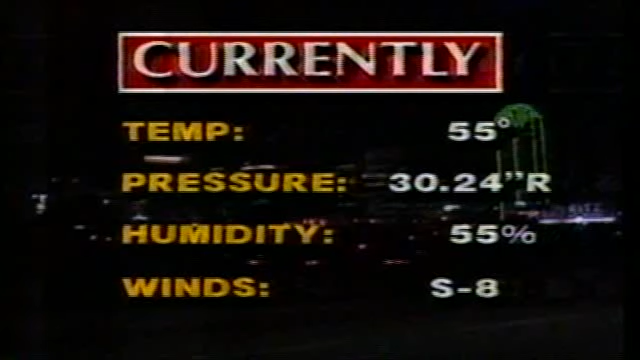 CURRENTLY
TEMP: 55°
PRESSURE: 30.24"R
HUMIDITY: 55%
WINDS: S-8